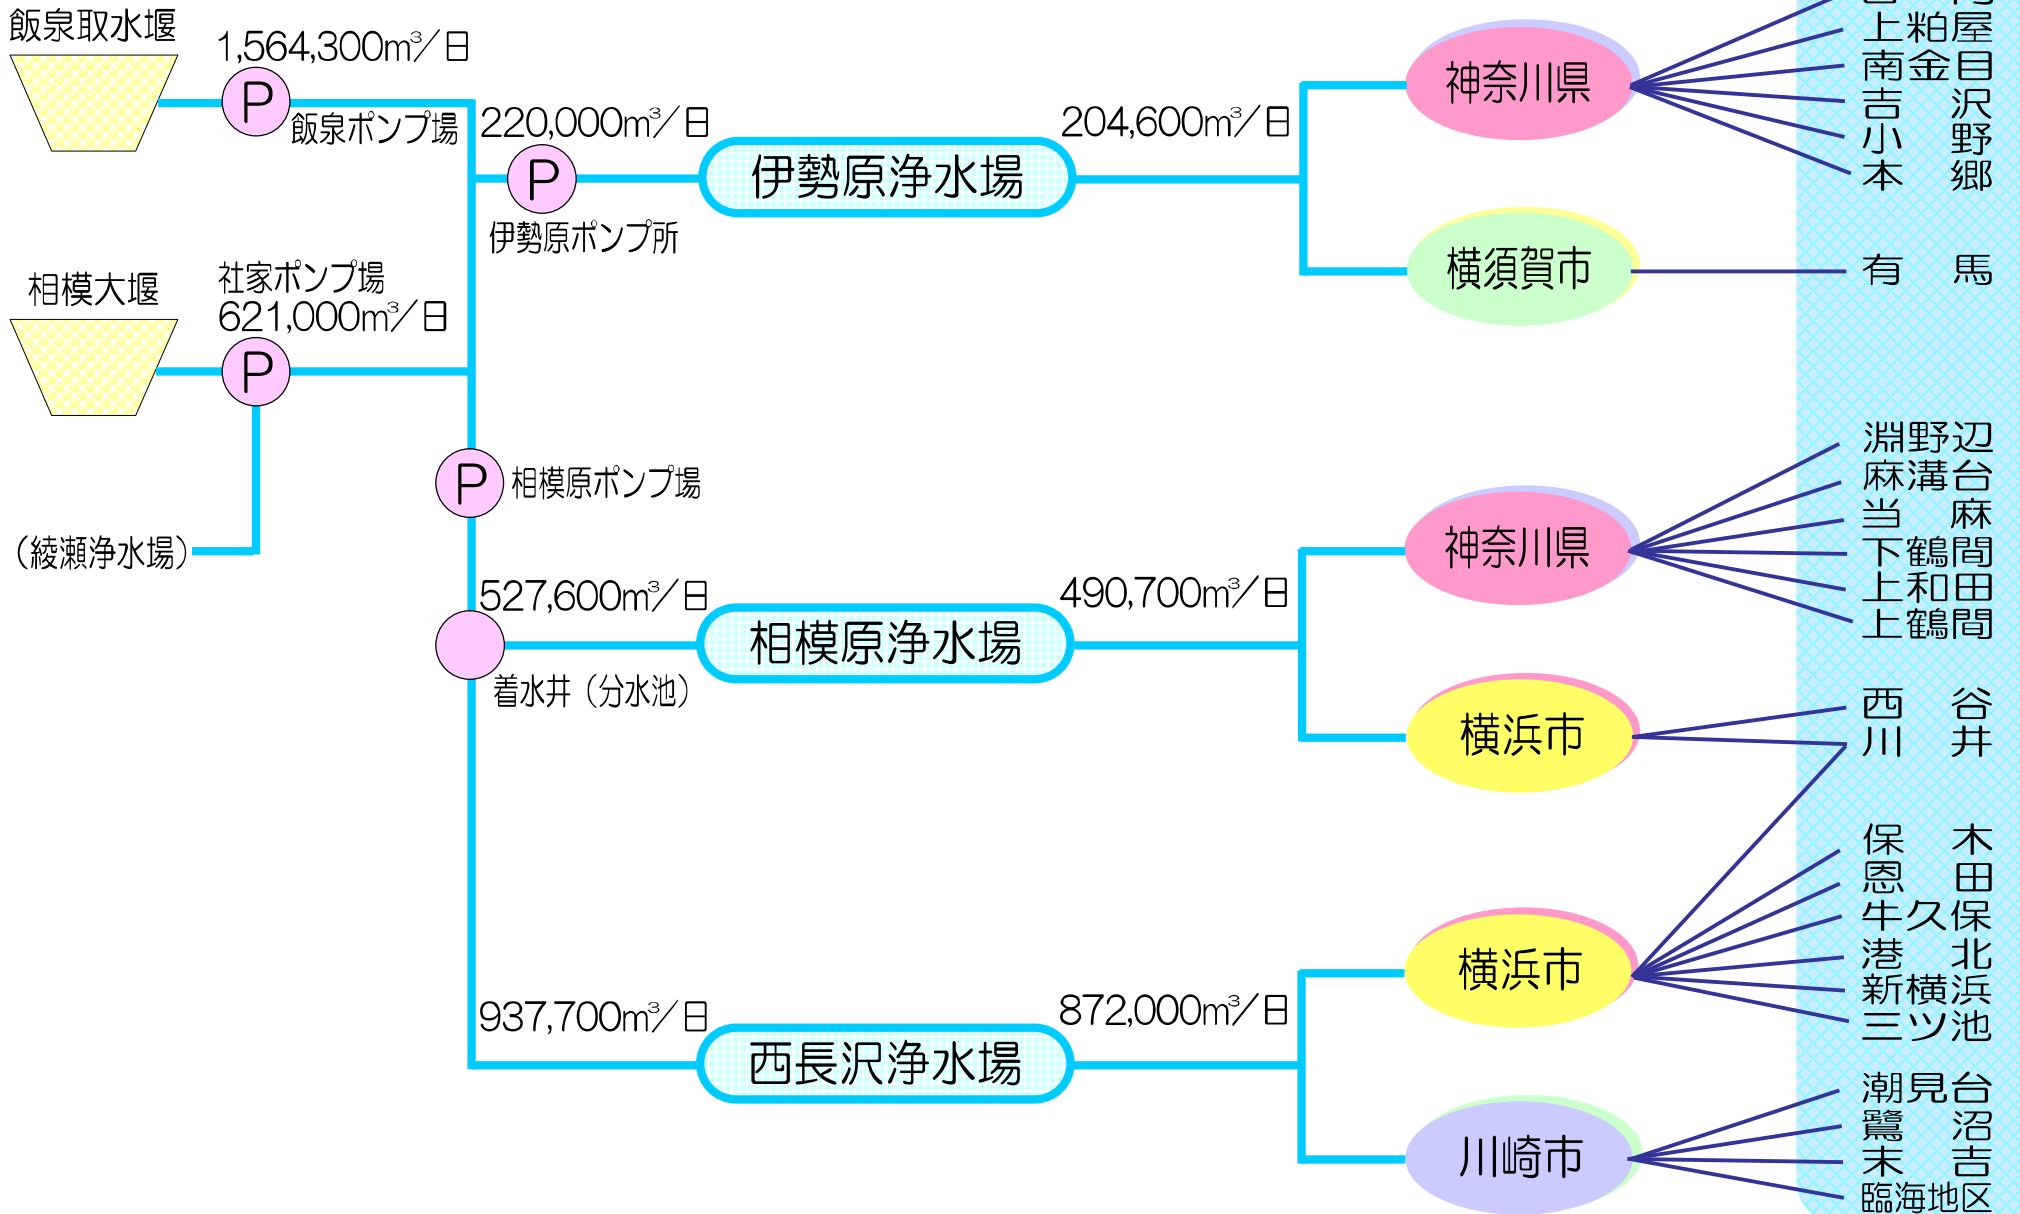 飯泉取水堰
1,564,300m³/日
P
飯泉ポンプ場
220,000m³/日
P
伊勢原ポンプ所
伊勢原浄水場
204,600m³/日
神奈川県
横須賀市
上粕屋
南金目
吉沢
小野
本郷
有馬
相模大堰
社家ポンプ場
621,000m³/日
P
(綾瀬浄水場)
P
相模原ポンプ場
527,600m³/日
着水井(分水池)
相模原浄水場
490,700m³/日
神奈川県
横浜市
淵野辺
麻溝台
当麻
下鶴間
上和田
上鶴間
西谷
川井
937,700m³/日
西長沢浄水場
872,000m³/日
横浜市
川崎市
保木
恩田
牛久保
港北
新横浜
三ツ池
潮見台
鷺沼
末吉
臨海地区